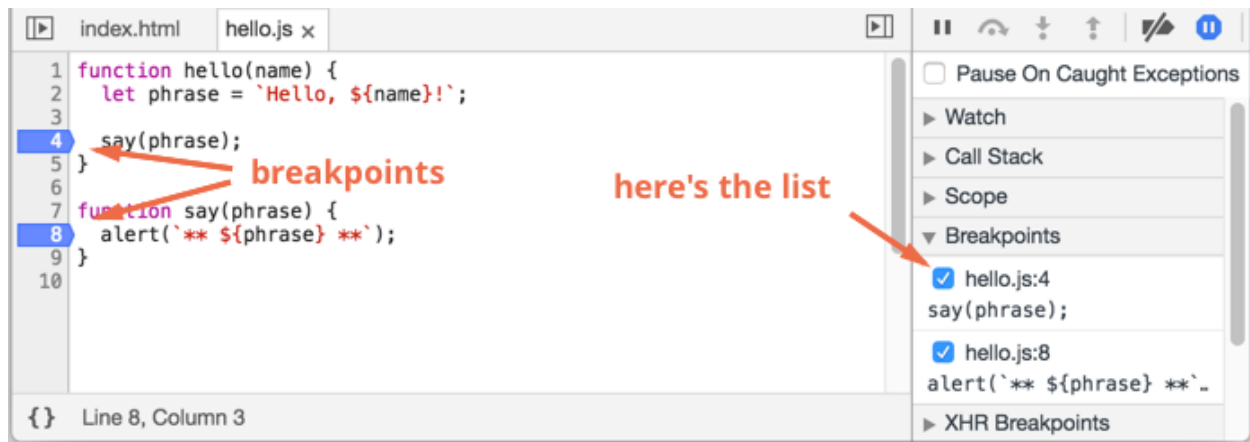 index.html hello.js ×
1 function hello(name) {
2 let phrase = `Hello, ${name}!`;
3
4 say(phrase);
5 }
6
7 function say(phrase) {
8 alert(`** ${phrase} **`);
9 }
10
breakpoints
here's the list
{} Line 8, Column 3
Pause On Caught Exceptions
Watch
Call Stack
Scope
Breakpoints
hello.js:4
say(phrase);
hello.js:8
alert(`** ${phrase} **`…
XHR Breakpoints